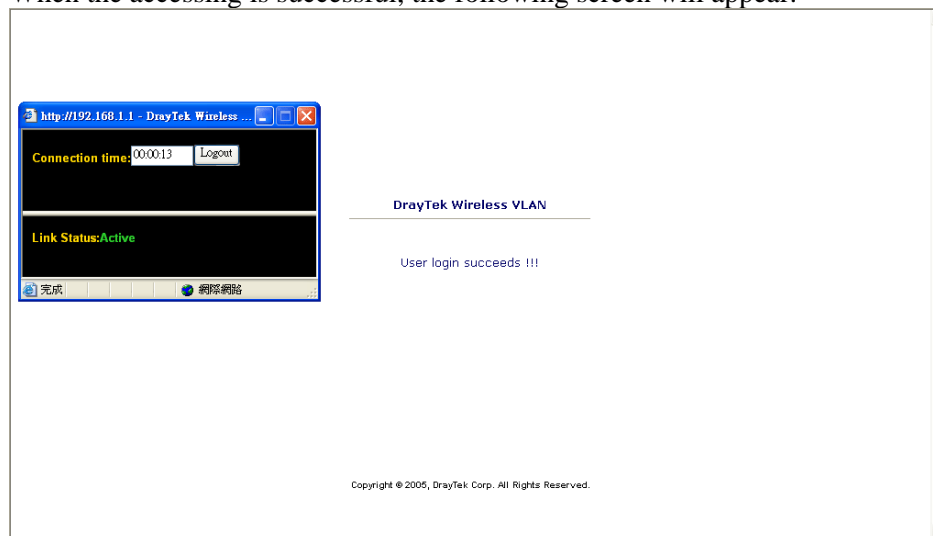 When the accessing is successful, the following screen will appear.
http://192.168.1.1 - DrayTek Wireless ...
Connection time:00:00:13 Logout
Link Status:Active
完成 網際網路
DrayTek Wireless VLAN
User login succeeds !!!
Copyright © 2005, DrayTek Corp. All Rights Reserved.